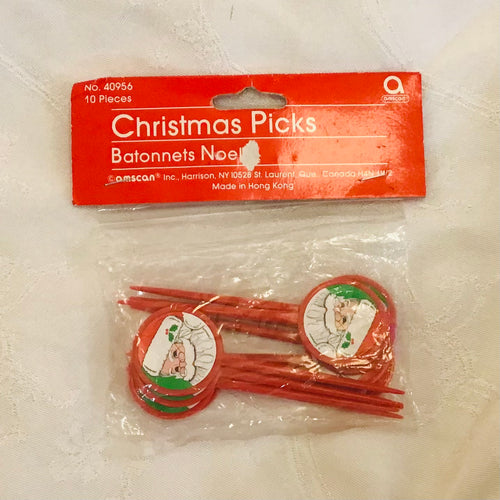 No. 40956
10 Pieces
amscan®
Christmas Picks
Batonnets Noel
©amscan® Inc., Harrison, NY 10528 St. Laurent, Que. Canada
Made in Hong Kong